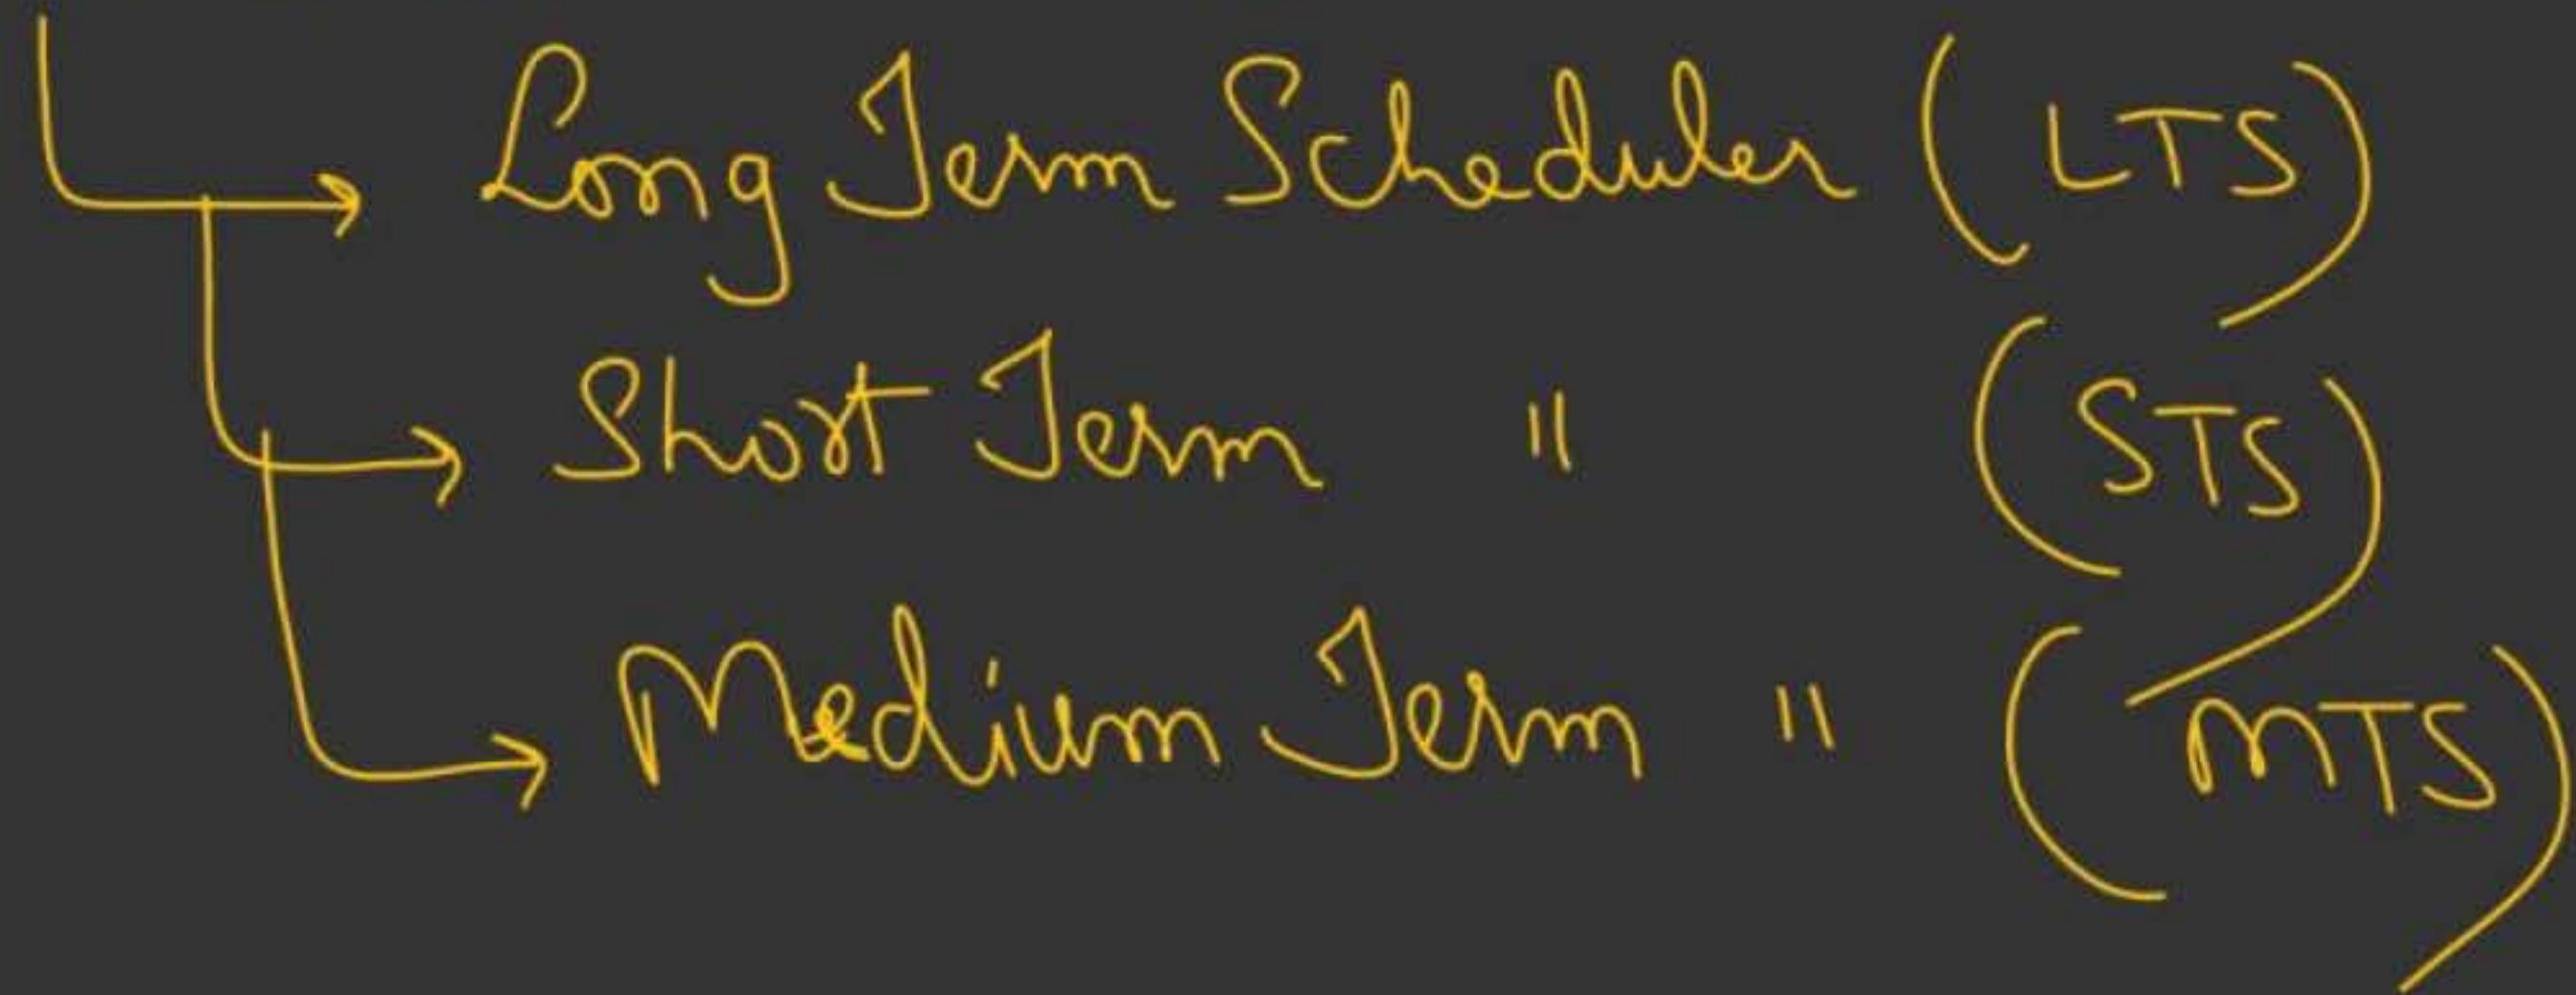 Long Term Scheduler (LTS)
Short Term " (STS)
Medium Term " (MTS)